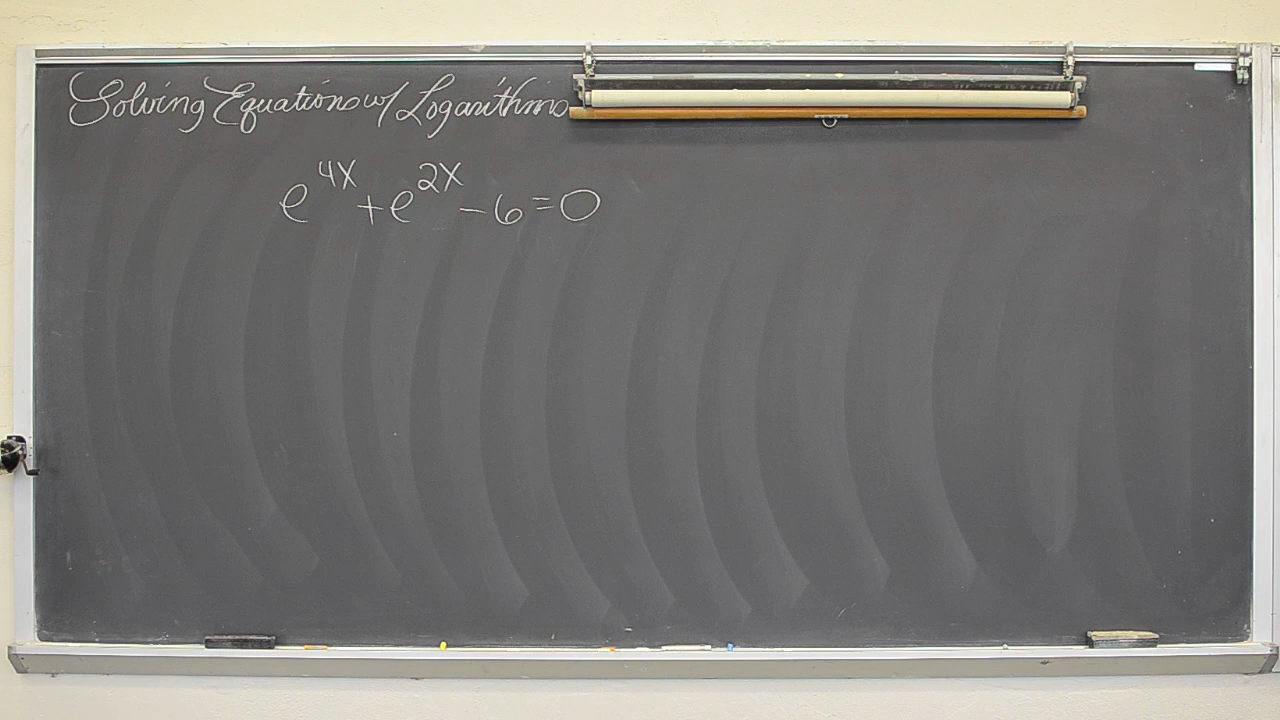 Solving Equations w/ Logarithms
e^{4x} + e^{2x} - 6 = 0